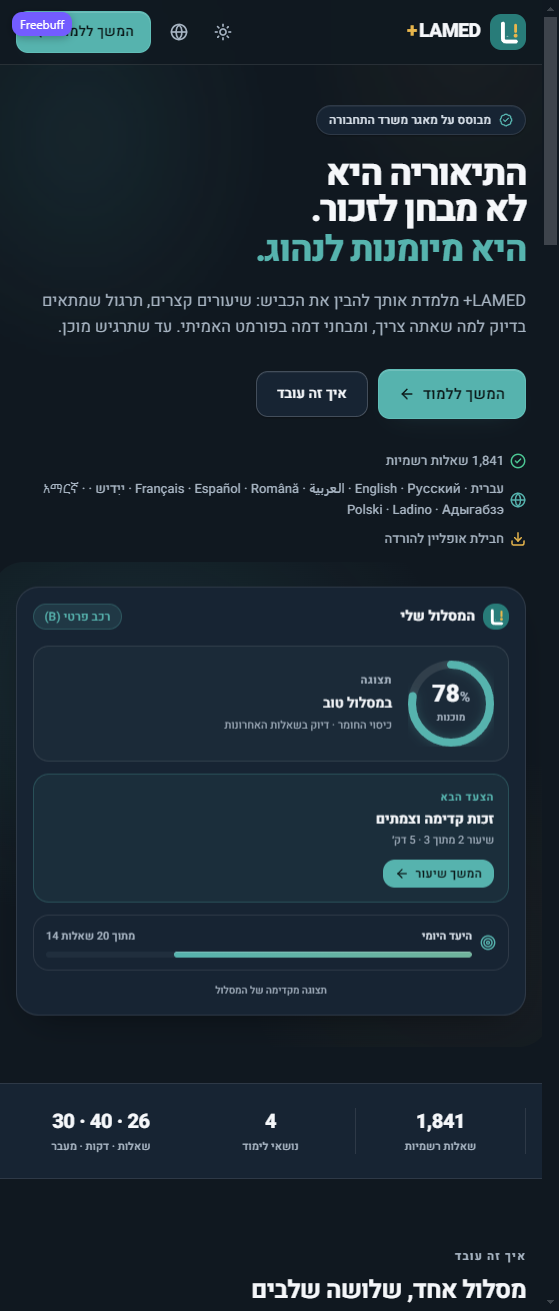 LAMED+
המשך ללמוד
Freebuff
מבוסס על מאגר משרד התחבורה
התיאוריה היא
לא מבחן לזכור.
היא מיומנות לנהוג.
LAMED+ מלמדת אותך להבין את הכביש: שיעורים קצרים, תרגול שמתאים
בדיוק למה שאתה צריך, ומבחני דמה בפורמט האמיתי. עד שתרגיש מוכן.
המשך ללמוד
איך זה עובד
1,841 שאלות רשמיות
עברית · English · Русский · العربية · Română · Español · Français · ייִדיש · · አማርኛ
Polski · Ladino · Адыгабзэ
חבילת אופליין להורדה
המסלול שלי
רכב פרטי (B)
78%
מוכנות
תצוגה
במסלול טוב
כיסוי החומר · דיוק בשאלות האחרונות
הצעד הבא
זכות קדימה וצמתים
שיעור 2 מתוך 3 · 5 דק׳
המשך שיעור
היעד היומי
14 מתוך 20 שאלות
תצוגה מקדימה של המסלול
1,841
שאלות רשמיות
4
נושאי לימוד
30 · 40 · 26
שאלות · דקות · מעבר
איך זה עובד
מסלול אחד, שלושה שלבים